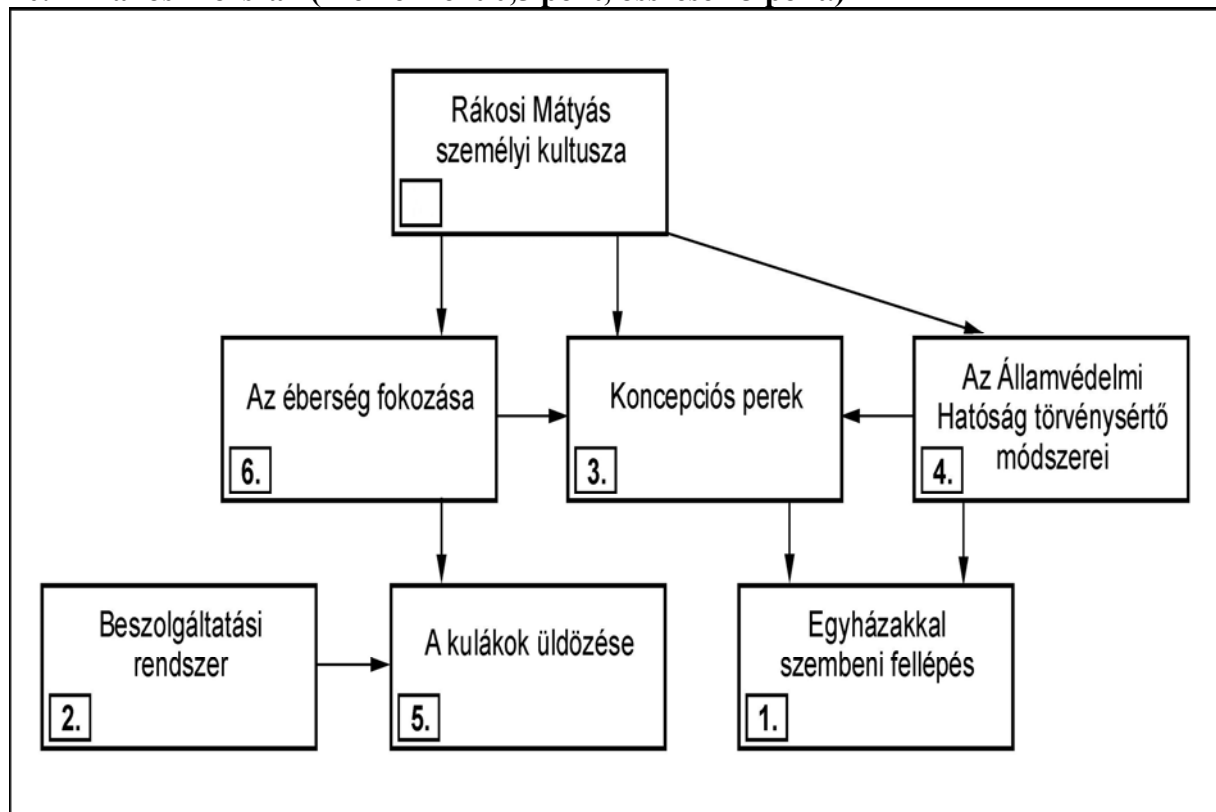 Rákosi Mátyás
személyi kultusza
Az éberség fokozása
6.
Koncepciós perek
3.
Az Államvédelmi
Hatóság törvénysértő
módszerei
4.
Beszolgáltatási
rendszer
2.
A kulákok üldözése
5.
Egyházakkal
szembeni fellépés
1.